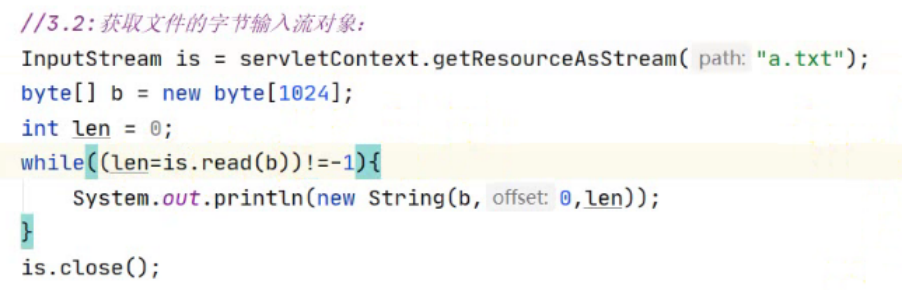 //3.2:获取文件的字节输入流对象:
InputStream is = servletContext.getResourceAsStream( path: "a.txt");
byte[] b = new byte[1024];
int len = 0;
while((len=is.read(b))!=-1){
System.out.println(new String(b, offset: 0,len));
}
is.close();